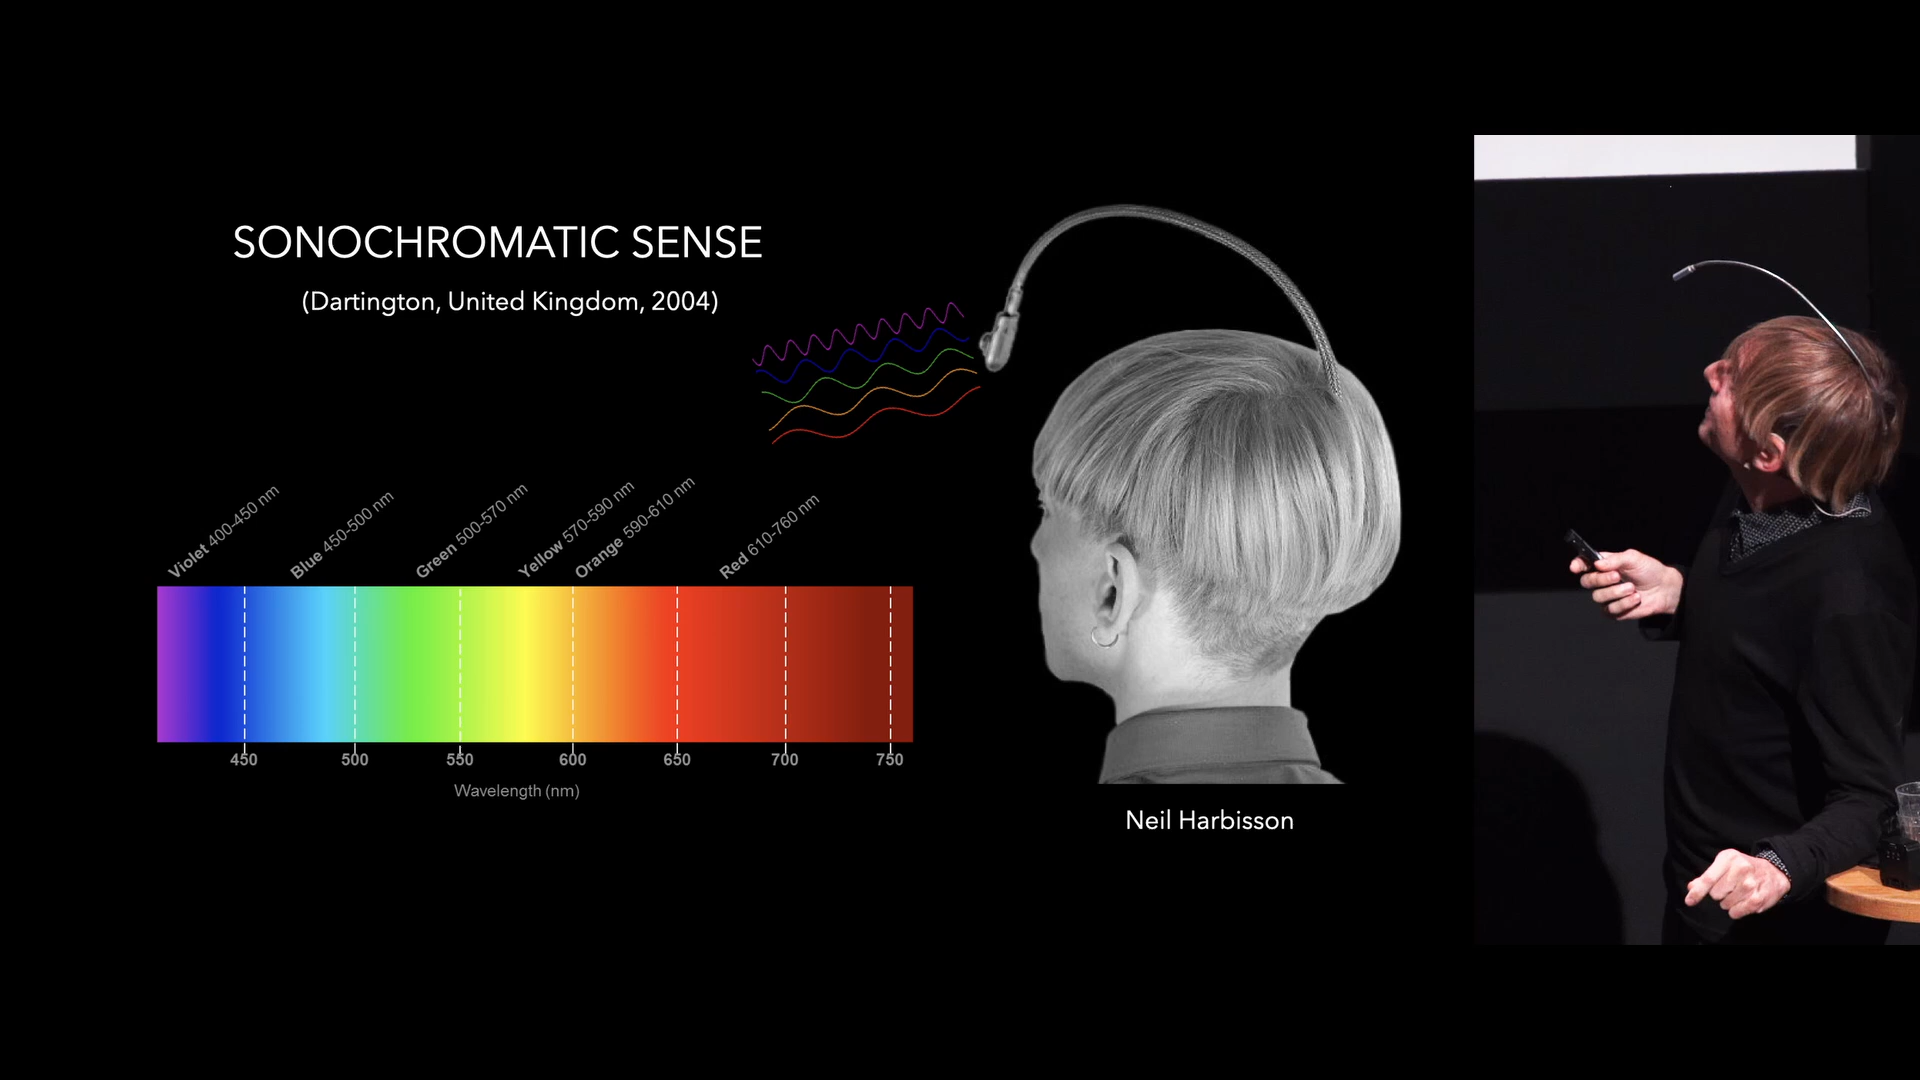 SONOCHROMATIC SENSE
(Dartington, United Kingdom, 2004)
Violet 400-450 nm
Blue 450-500 nm
Green 500-570 nm
Yellow 570-590 nm
Orange 590-610 nm
Red 610-760 nm
450 500 550 600 650 700 750
Wavelength (nm)
Neil Harbisson